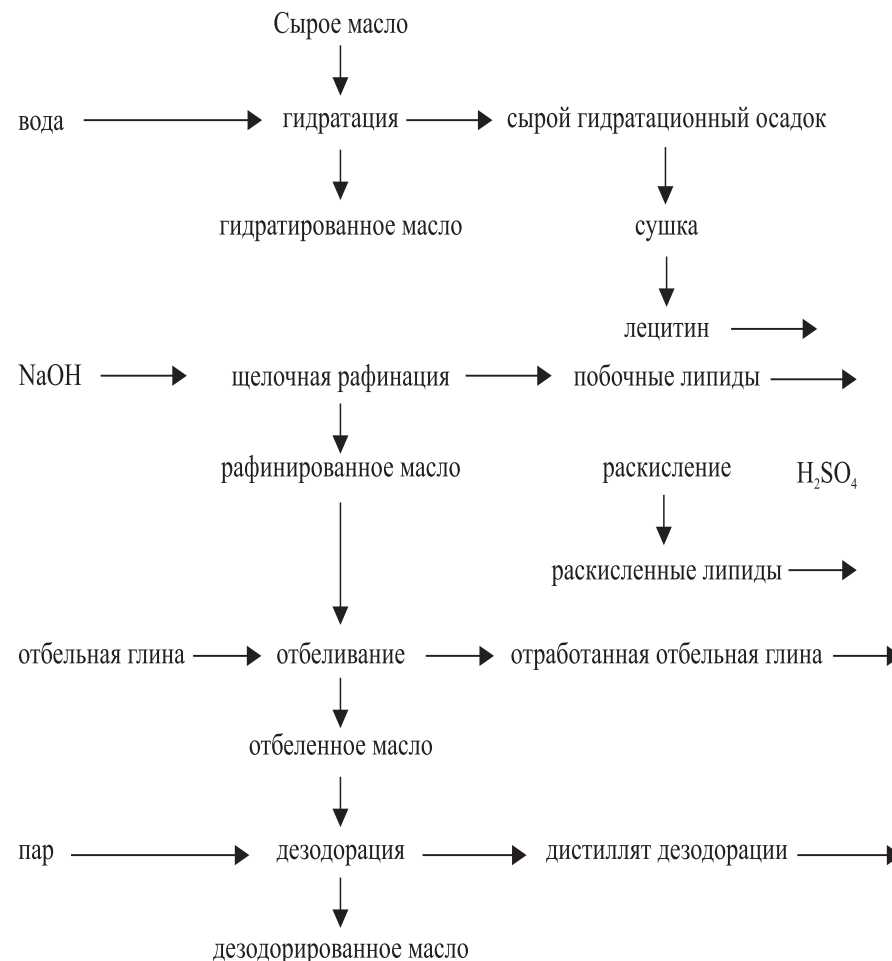 Сырое масло
вода гидратация сырой гидратационный осадок
гидратированное масло сушка
лецитин
NaOH щелочная рафинация побочные липиды
рафинированное масло раскисление H₂SO₄
раскисленные липиды
отбельная глина отбеливание отработанная отбельная глина
отбеленное масло
пар дезодорация дистиллят дезодорации
дезодорированное масло